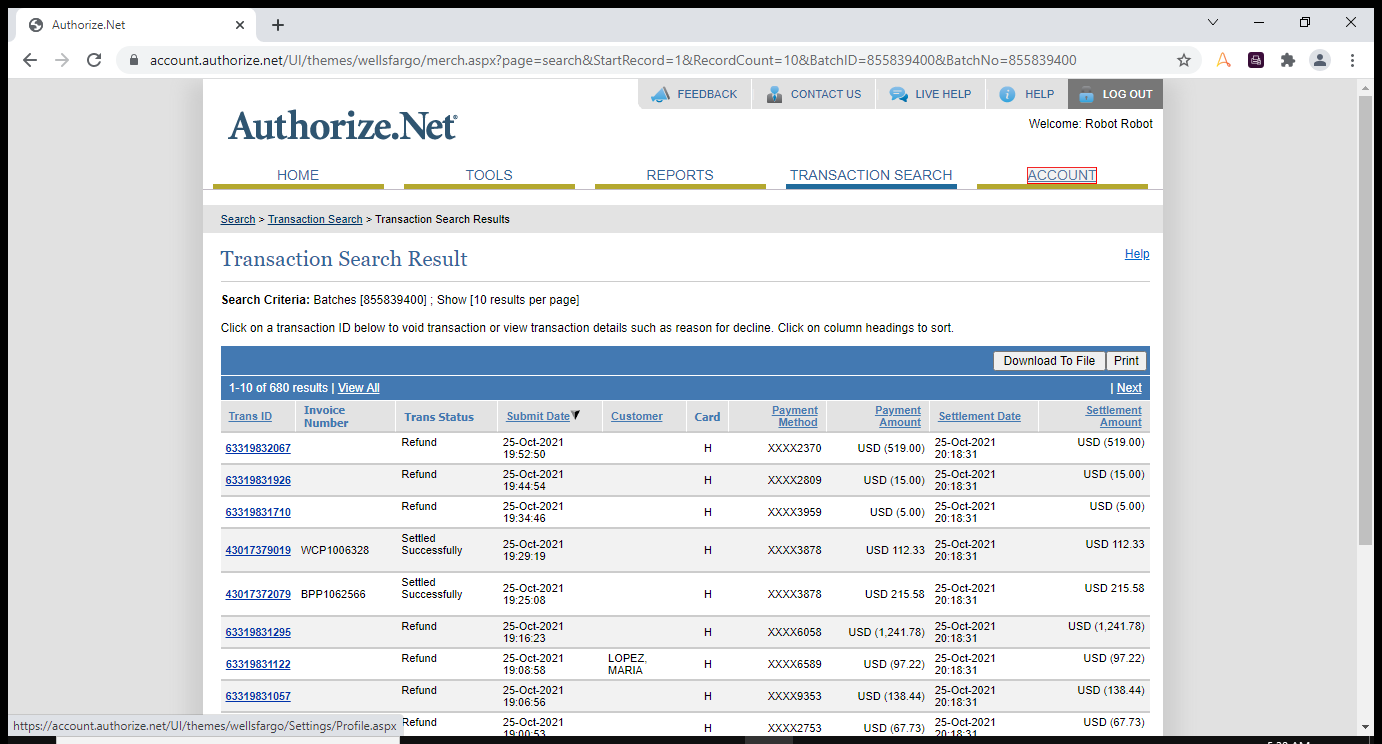 Authorize.Net
account.authorize.net/UI/themes/wellsfargo/merch.aspx?page=search&StartRecord=1&RecordCount=10&BatchID=855839400&BatchNo=855839400
FEEDBACK CONTACT US LIVE HELP HELP LOG OUT
Authorize.Net
Welcome: Robot Robot
HOME TOOLS REPORTS TRANSACTION SEARCH ACCOUNT
Search > Transaction Search > Transaction Search Results
Transaction Search Result Help
Search Criteria: Batches [855839400] ; Show [10 results per page]
Click on a transaction ID below to void transaction or view transaction details such as reason for decline. Click on column headings to sort.
Download To File Print
1-10 of 680 results | View All | Next
Trans ID Invoice Number Trans Status Submit Date Customer Card Payment Method Payment Amount Settlement Date Settlement Amount
63319832067 Refund 25-Oct-2021 19:52:50 H XXXX2370 USD (519.00) 25-Oct-2021 20:18:31 USD (519.00)
63319831926 Refund 25-Oct-2021 19:44:54 H XXXX2809 USD (15.00) 25-Oct-2021 20:18:31 USD (15.00)
63319831710 Refund 25-Oct-2021 19:34:46 H XXXX3959 USD (5.00) 25-Oct-2021 20:18:31 USD (5.00)
43017379019 WCP1006328 Settled Successfully 25-Oct-2021 19:29:19 H XXXX3878 USD 112.33 25-Oct-2021 20:18:31 USD 112.33
43017372079 BPP1062566 Settled Successfully 25-Oct-2021 19:25:08 H XXXX3878 USD 215.58 25-Oct-2021 20:18:31 USD 215.58
63319831295 Refund 25-Oct-2021 19:16:23 H XXXX6058 USD (1,241.78) 25-Oct-2021 20:18:31 USD (1,241.78)
63319831122 Refund 25-Oct-2021 19:08:58 LOPEZ, MARIA H XXXX6589 USD (97.22) 25-Oct-2021 20:18:31 USD (97.22)
63319831057 Refund 25-Oct-2021 19:06:56 H XXXX9353 USD (138.44) 25-Oct-2021 20:18:31 USD (138.44)
Refund 25-Oct-2021 19:00:53 H XXXX2753 USD (67.73) 25-Oct-2021 20:18:31 USD (67.73)
https://account.authorize.net/UI/themes/wellsfargo/Settings/Profile.aspx